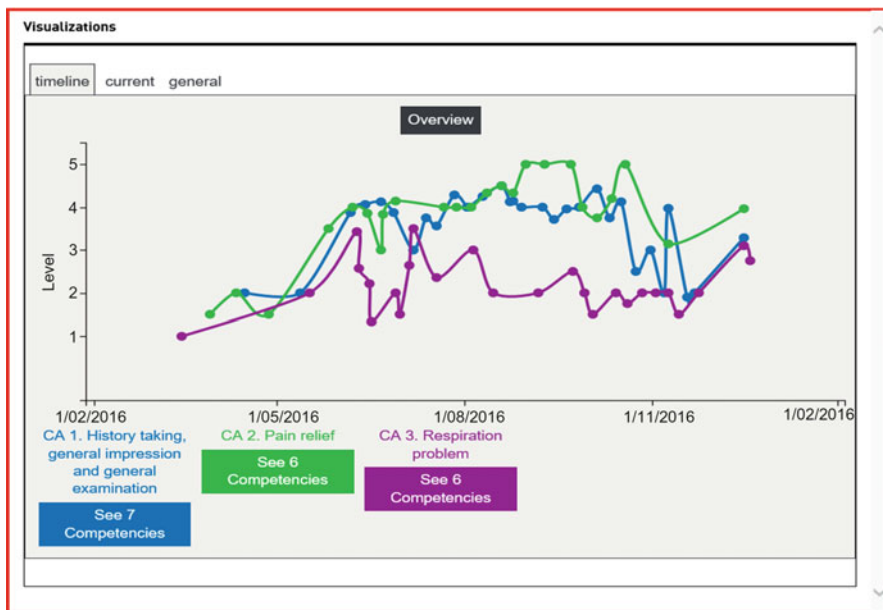 Visualizations
timeline current general
Overview
5
4
3
2
1
Level
1/02/2016
1/05/2016
1/08/2016
1/11/2016
1/02/2016
CA 1. History taking,
general impression
and general
examination
See 7
Competencies
CA 2. Pain relief
See 6
Competencies
CA 3. Respiration
problem
See 6
Competencies